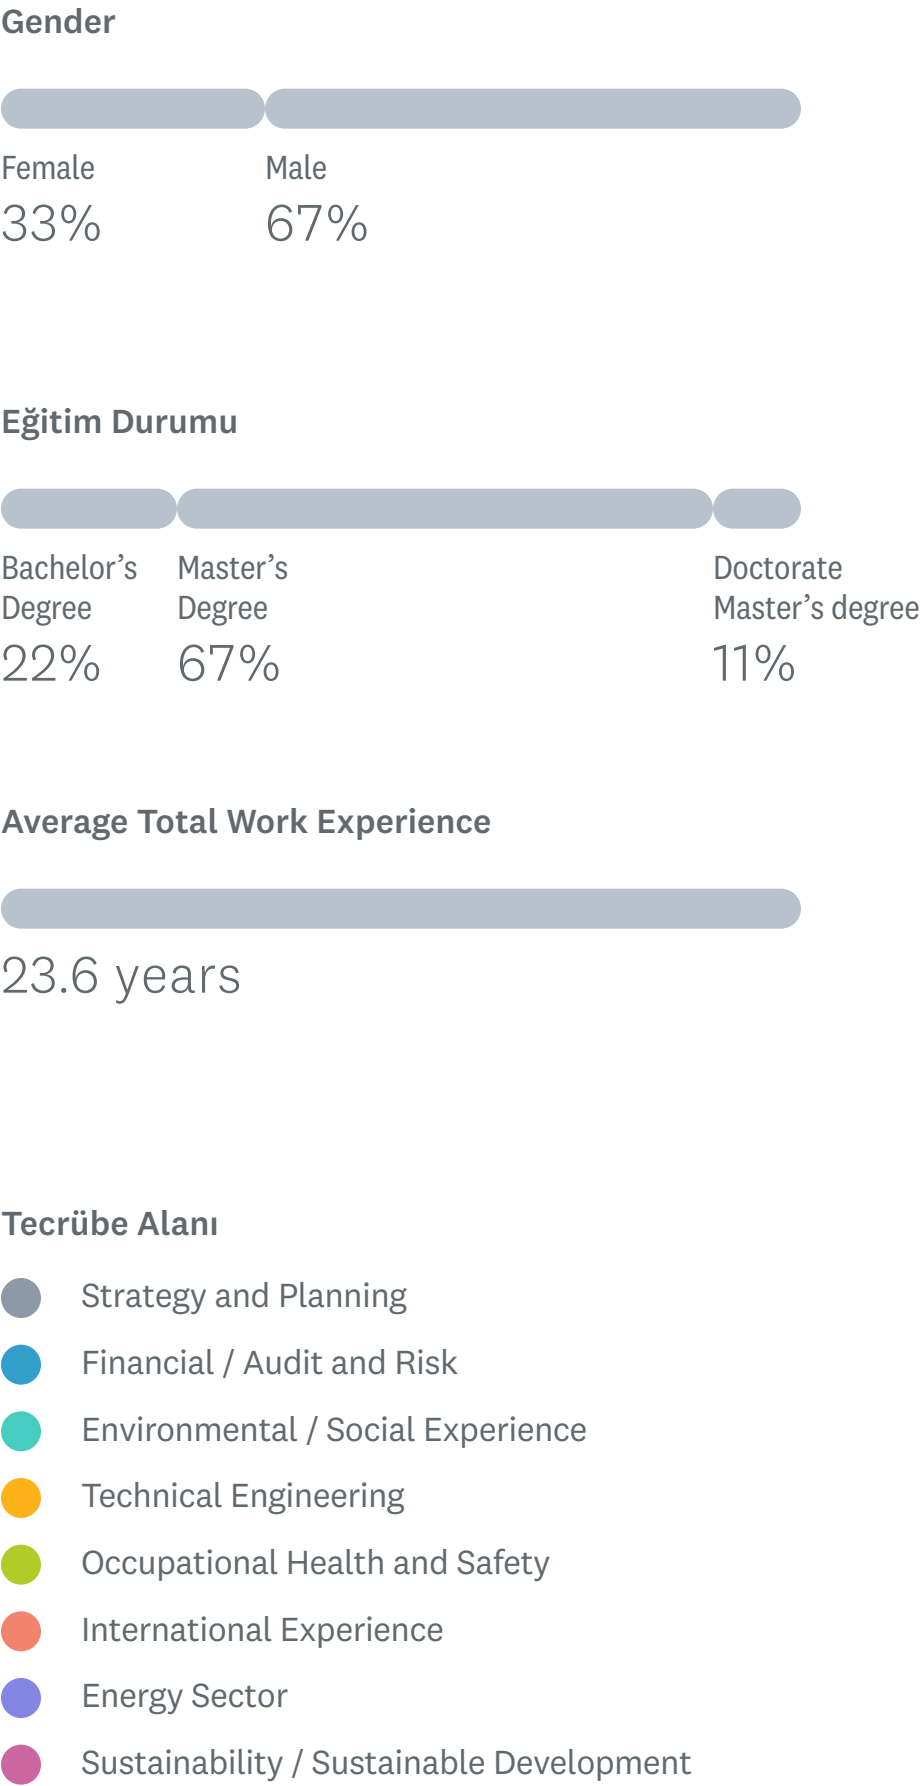 Gender
Female Male
33% 67%
Eğitim Durumu
Bachelor’s Master’s Doctorate
Degree Degree Master’s degree
22% 67% 11%
Average Total Work Experience
23.6 years
Tecrübe Alanı
Strategy and Planning
Financial / Audit and Risk
Environmental / Social Experience
Technical Engineering
Occupational Health and Safety
International Experience
Energy Sector
Sustainability / Sustainable Development